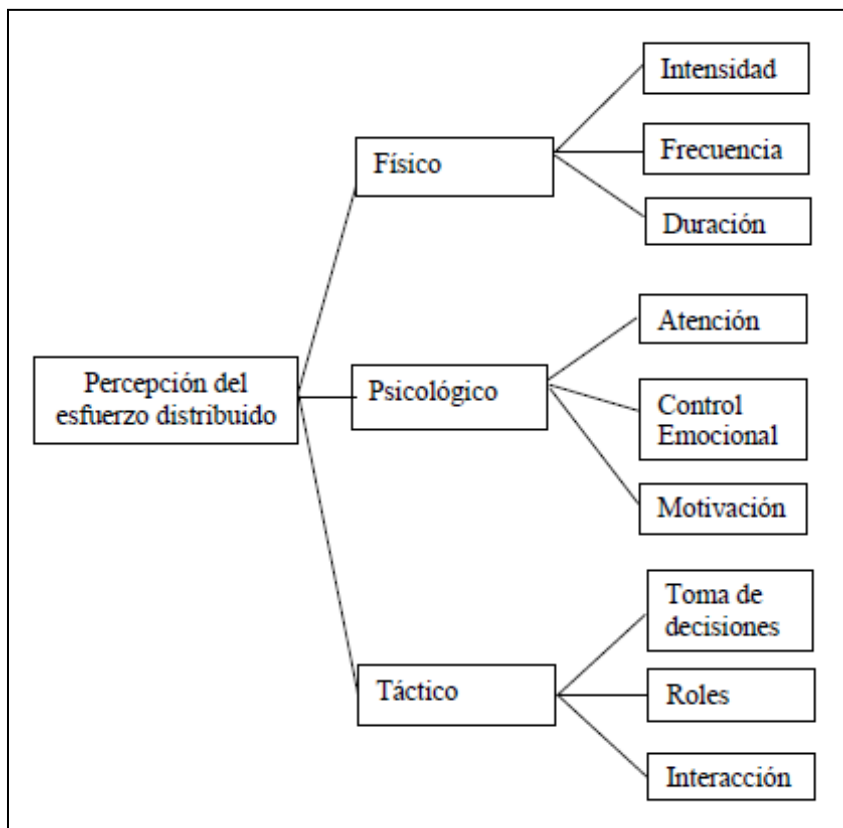 Percepción del
esfuerzo distribuido
Físico
Intensidad
Frecuencia
Duración
Psicológico
Atención
Control
Emocional
Motivación
Táctico
Toma de
decisiones
Roles
Interacción